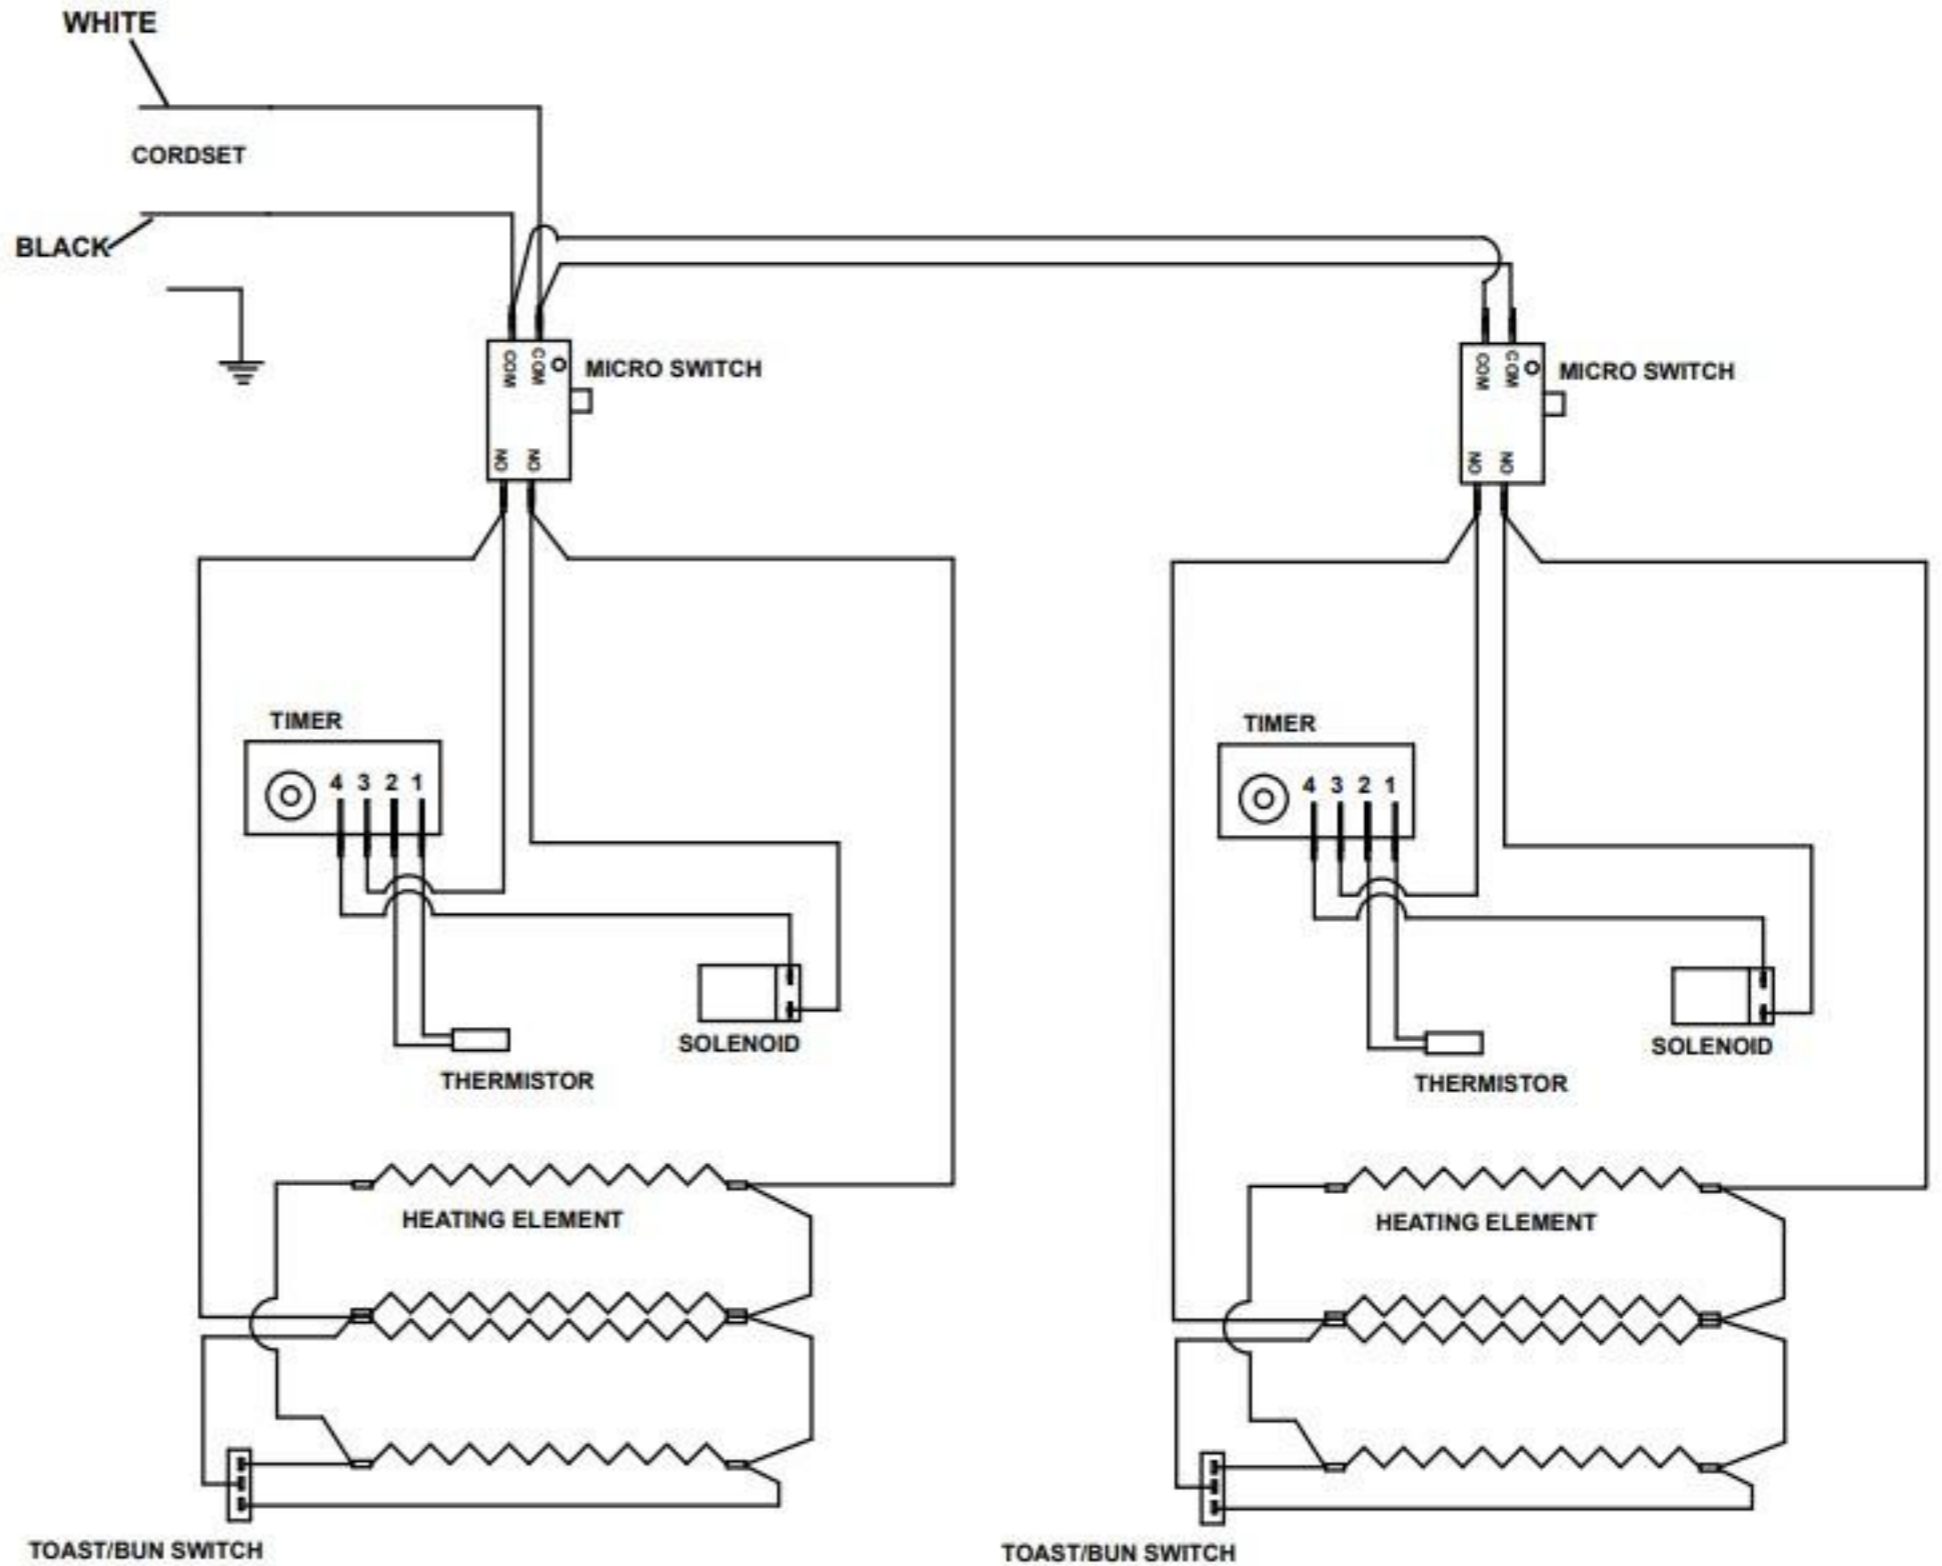 WHITE
CORDSET
BLACK
COM COM
MICRO SWITCH
NO NO
COM COM
MICRO SWITCH
NO NO
TIMER
4 3 2 1
SOLENOID
THERMISTOR
HEATING ELEMENT
TOAST/BUN SWITCH
TIMER
4 3 2 1
SOLENOID
THERMISTOR
HEATING ELEMENT
TOAST/BUN SWITCH